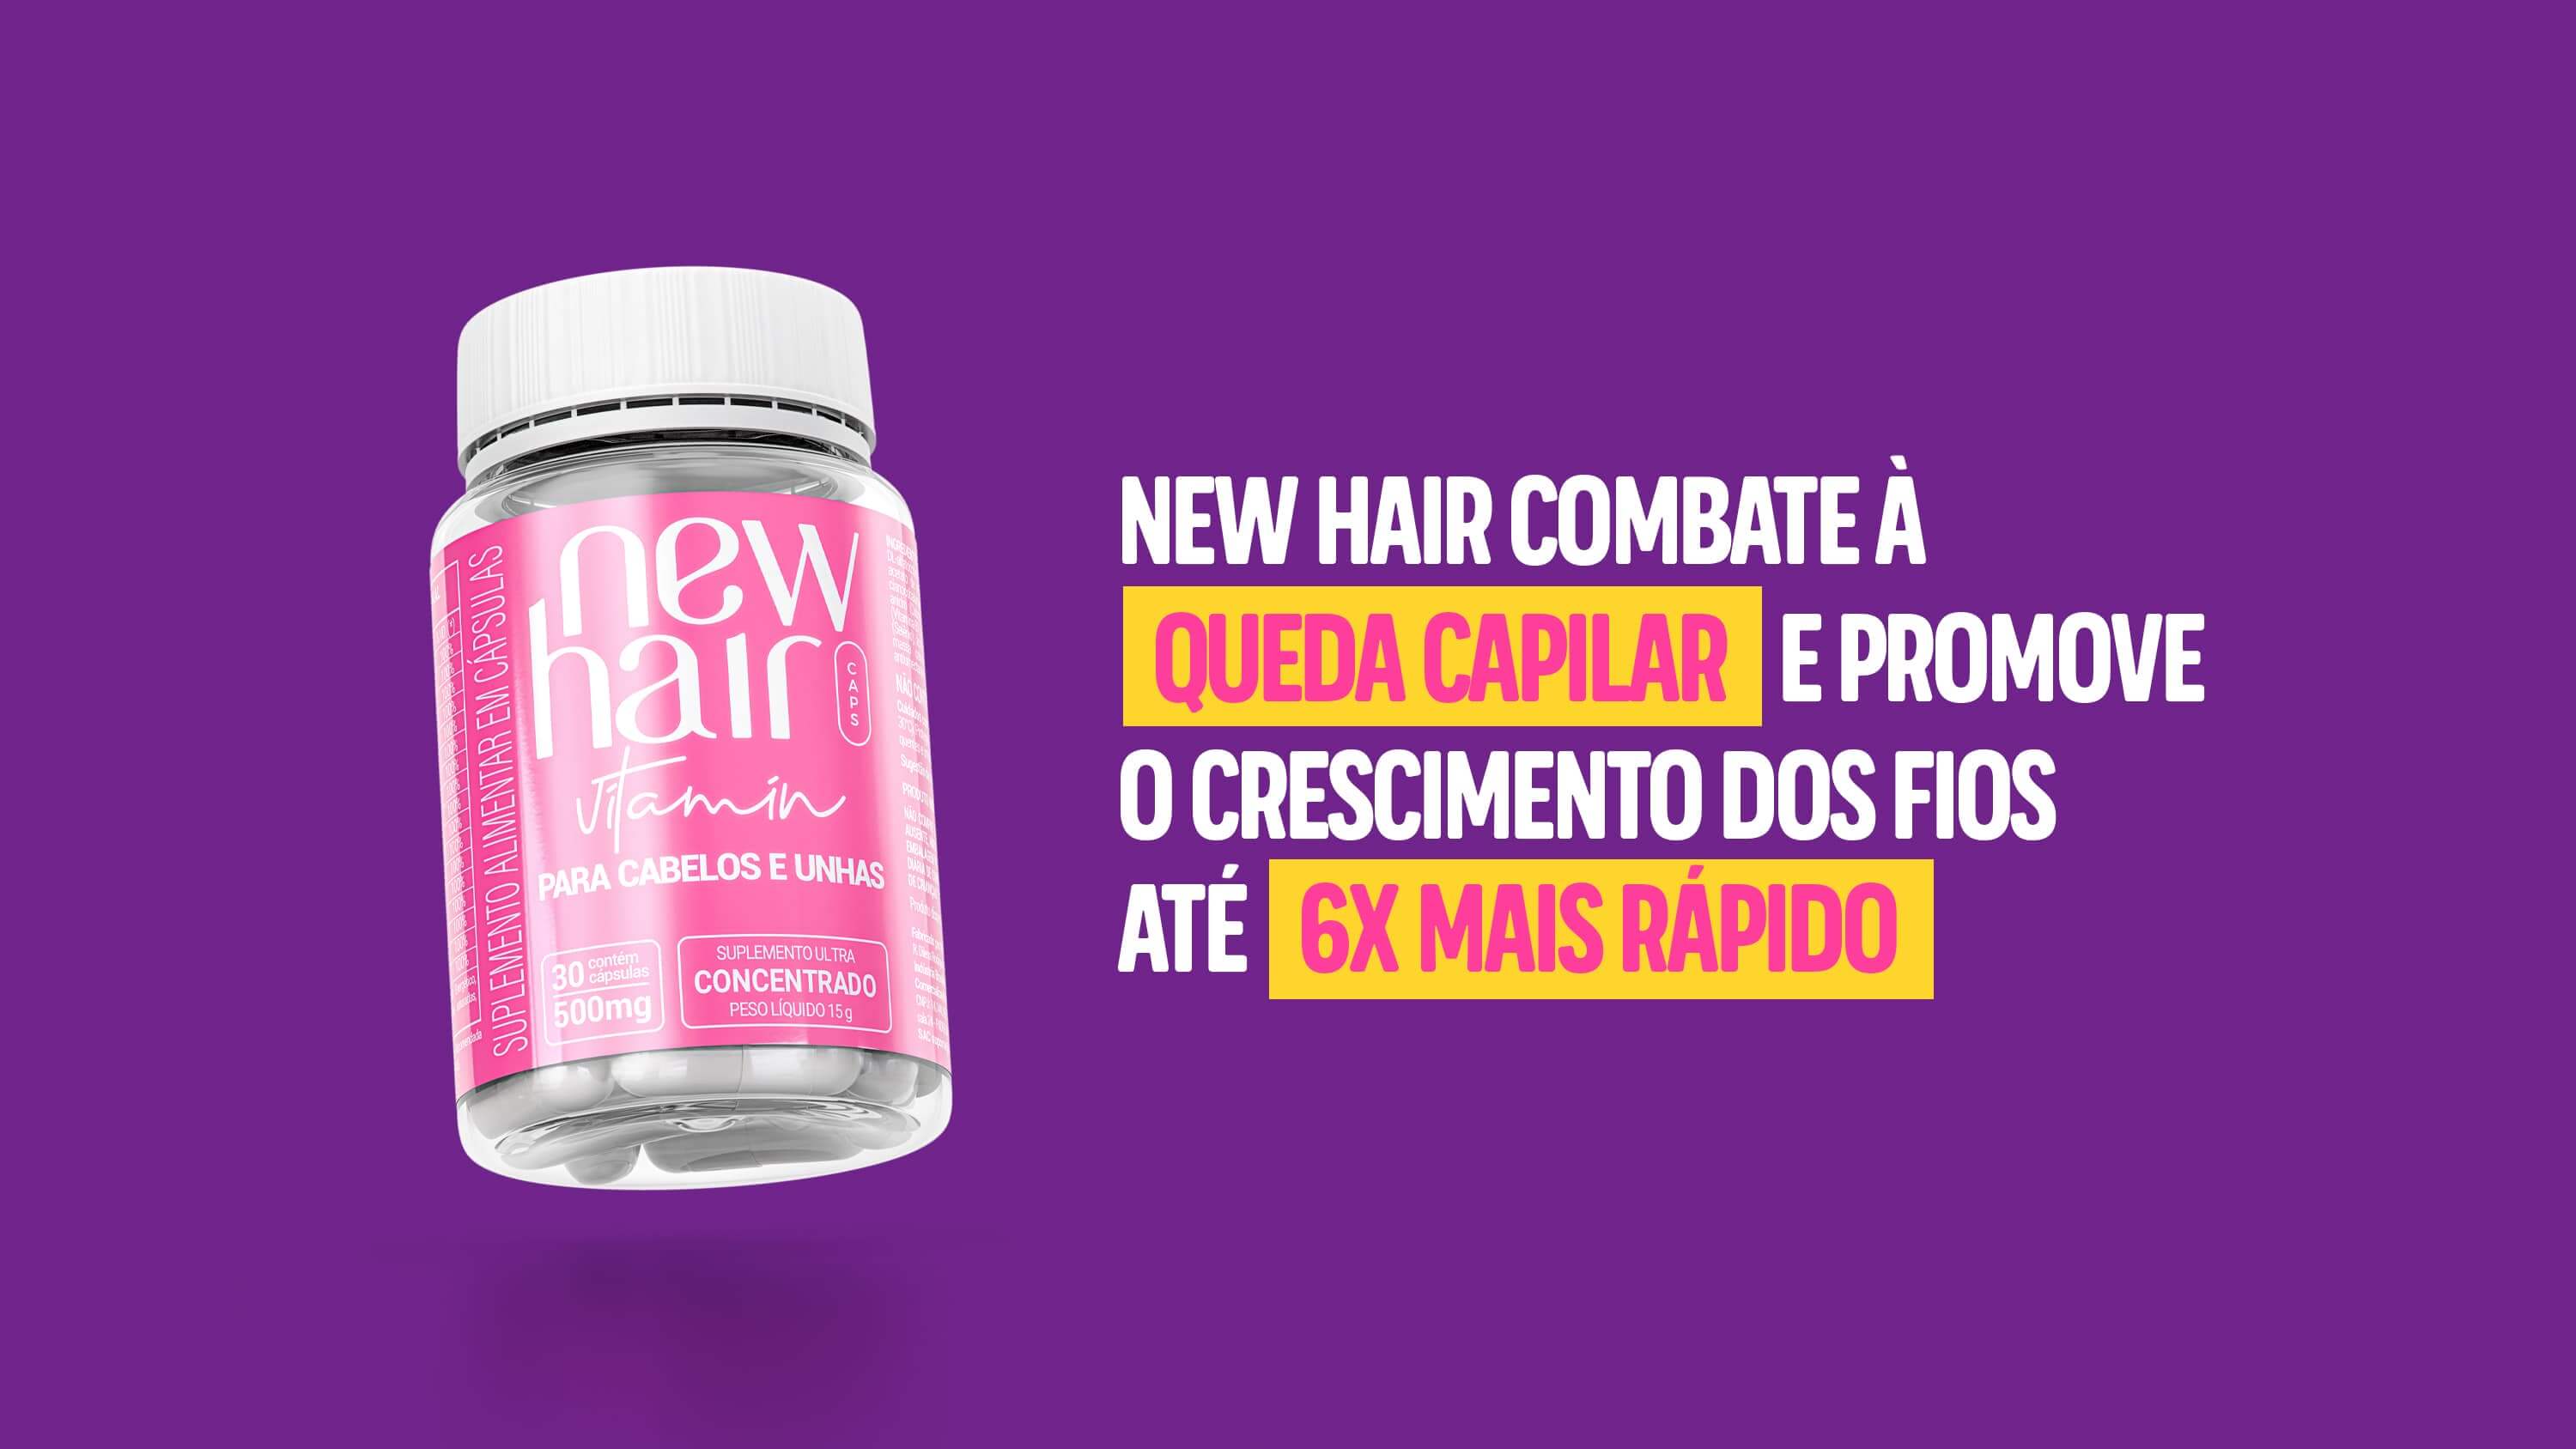 new
hair
CAPS
vitamin
PARA CABELOS E UNHAS
30 contém cápsulas
500mg
SUPLEMENTO ULTRA
CONCENTRADO
PESO LÍQUIDO 15 g
SUPLEMENTO ALIMENTAR EM CÁPSULAS
NEW HAIR COMBATE À
QUEDA CAPILAR E PROMOVE
O CRESCIMENTO DOS FIOS
ATÉ 6X MAIS RÁPIDO